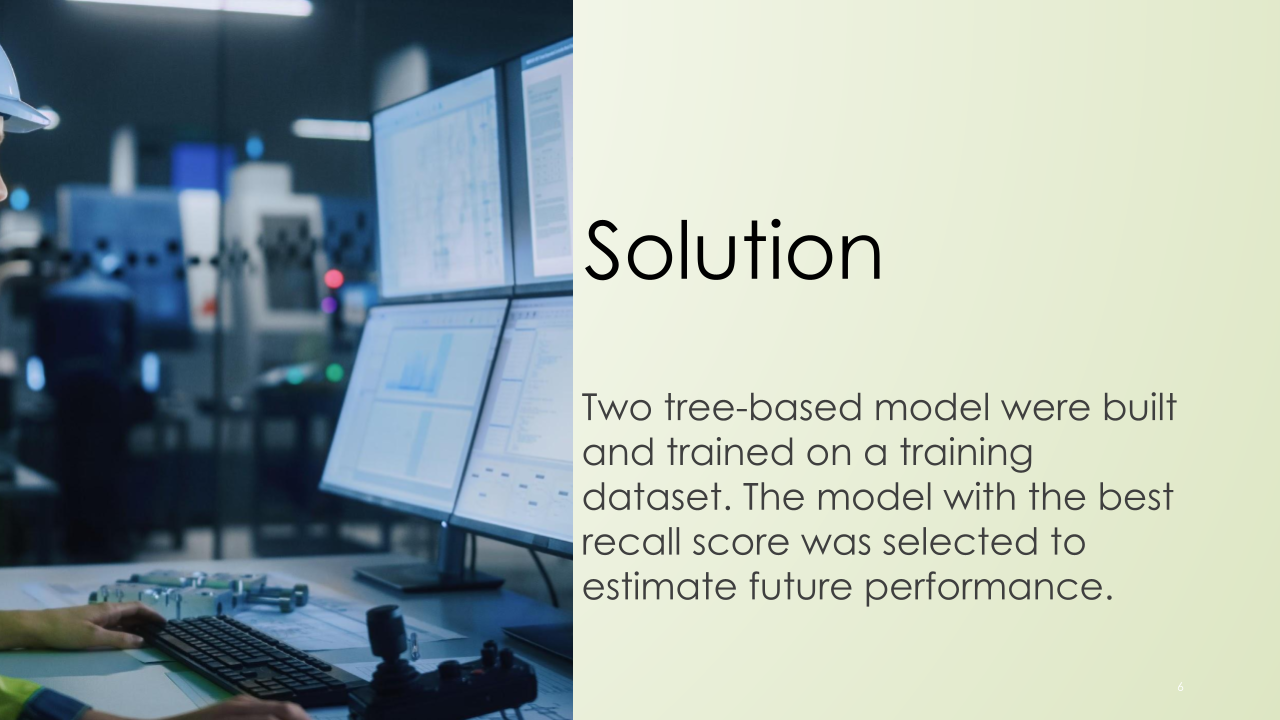 Solution
Two tree-based model were built
and trained on a training
dataset. The model with the best
recall score was selected to
estimate future performance.
6